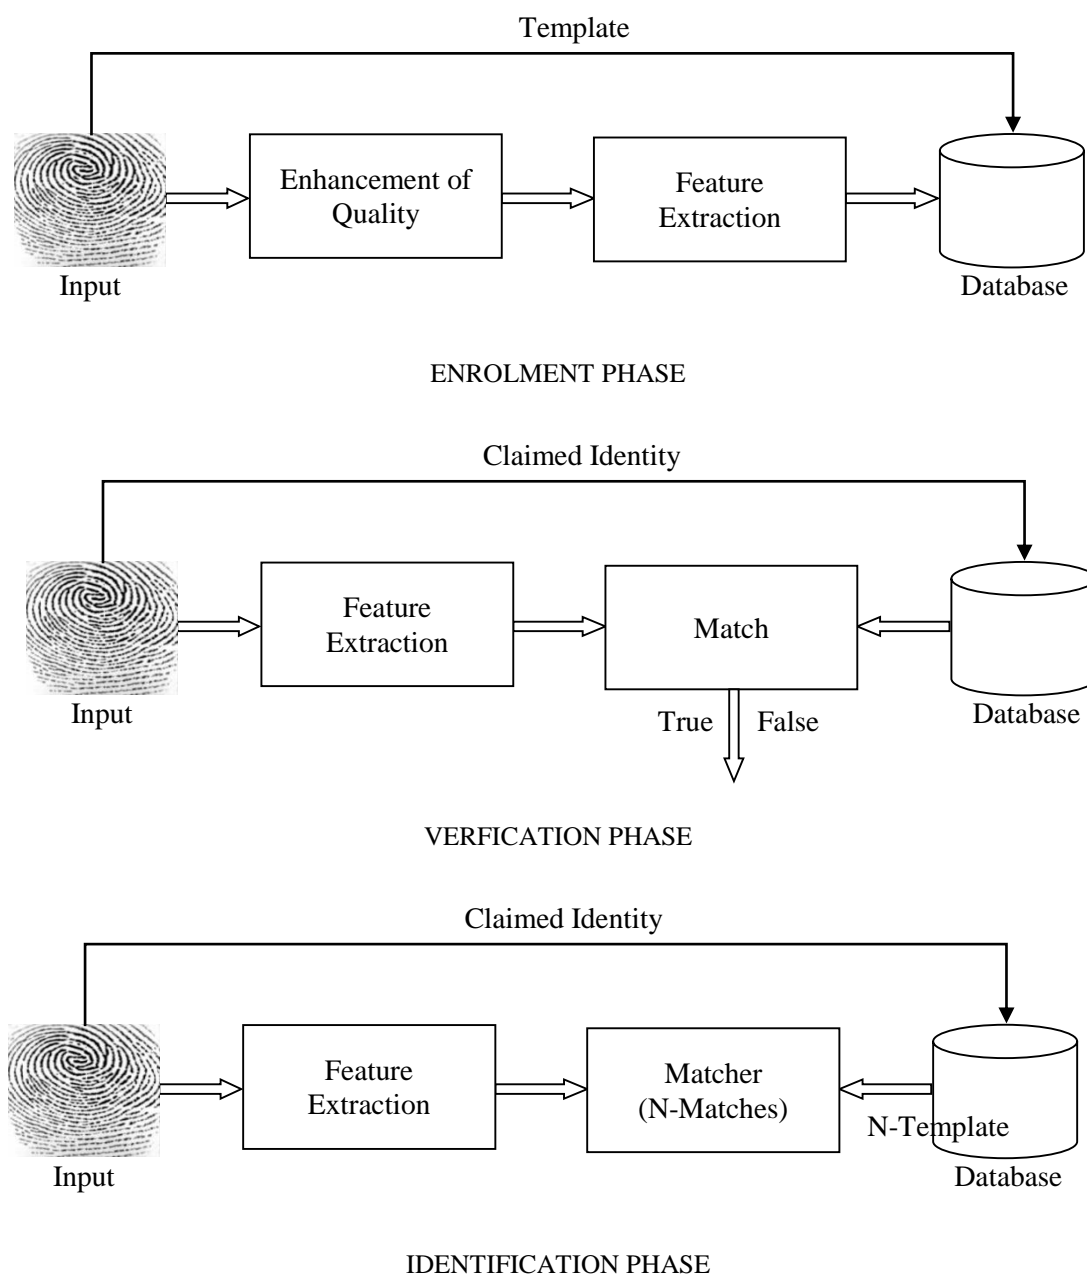 Template
Enhancement of
Quality
Feature
Extraction
Input
Database
ENROLMENT PHASE
Claimed Identity
Feature
Extraction
Match
Input
True
False
Database
VERFICATION PHASE
Claimed Identity
Feature
Extraction
Matcher
(N-Matches)
N-Template
Input
Database
IDENTIFICATION PHASE